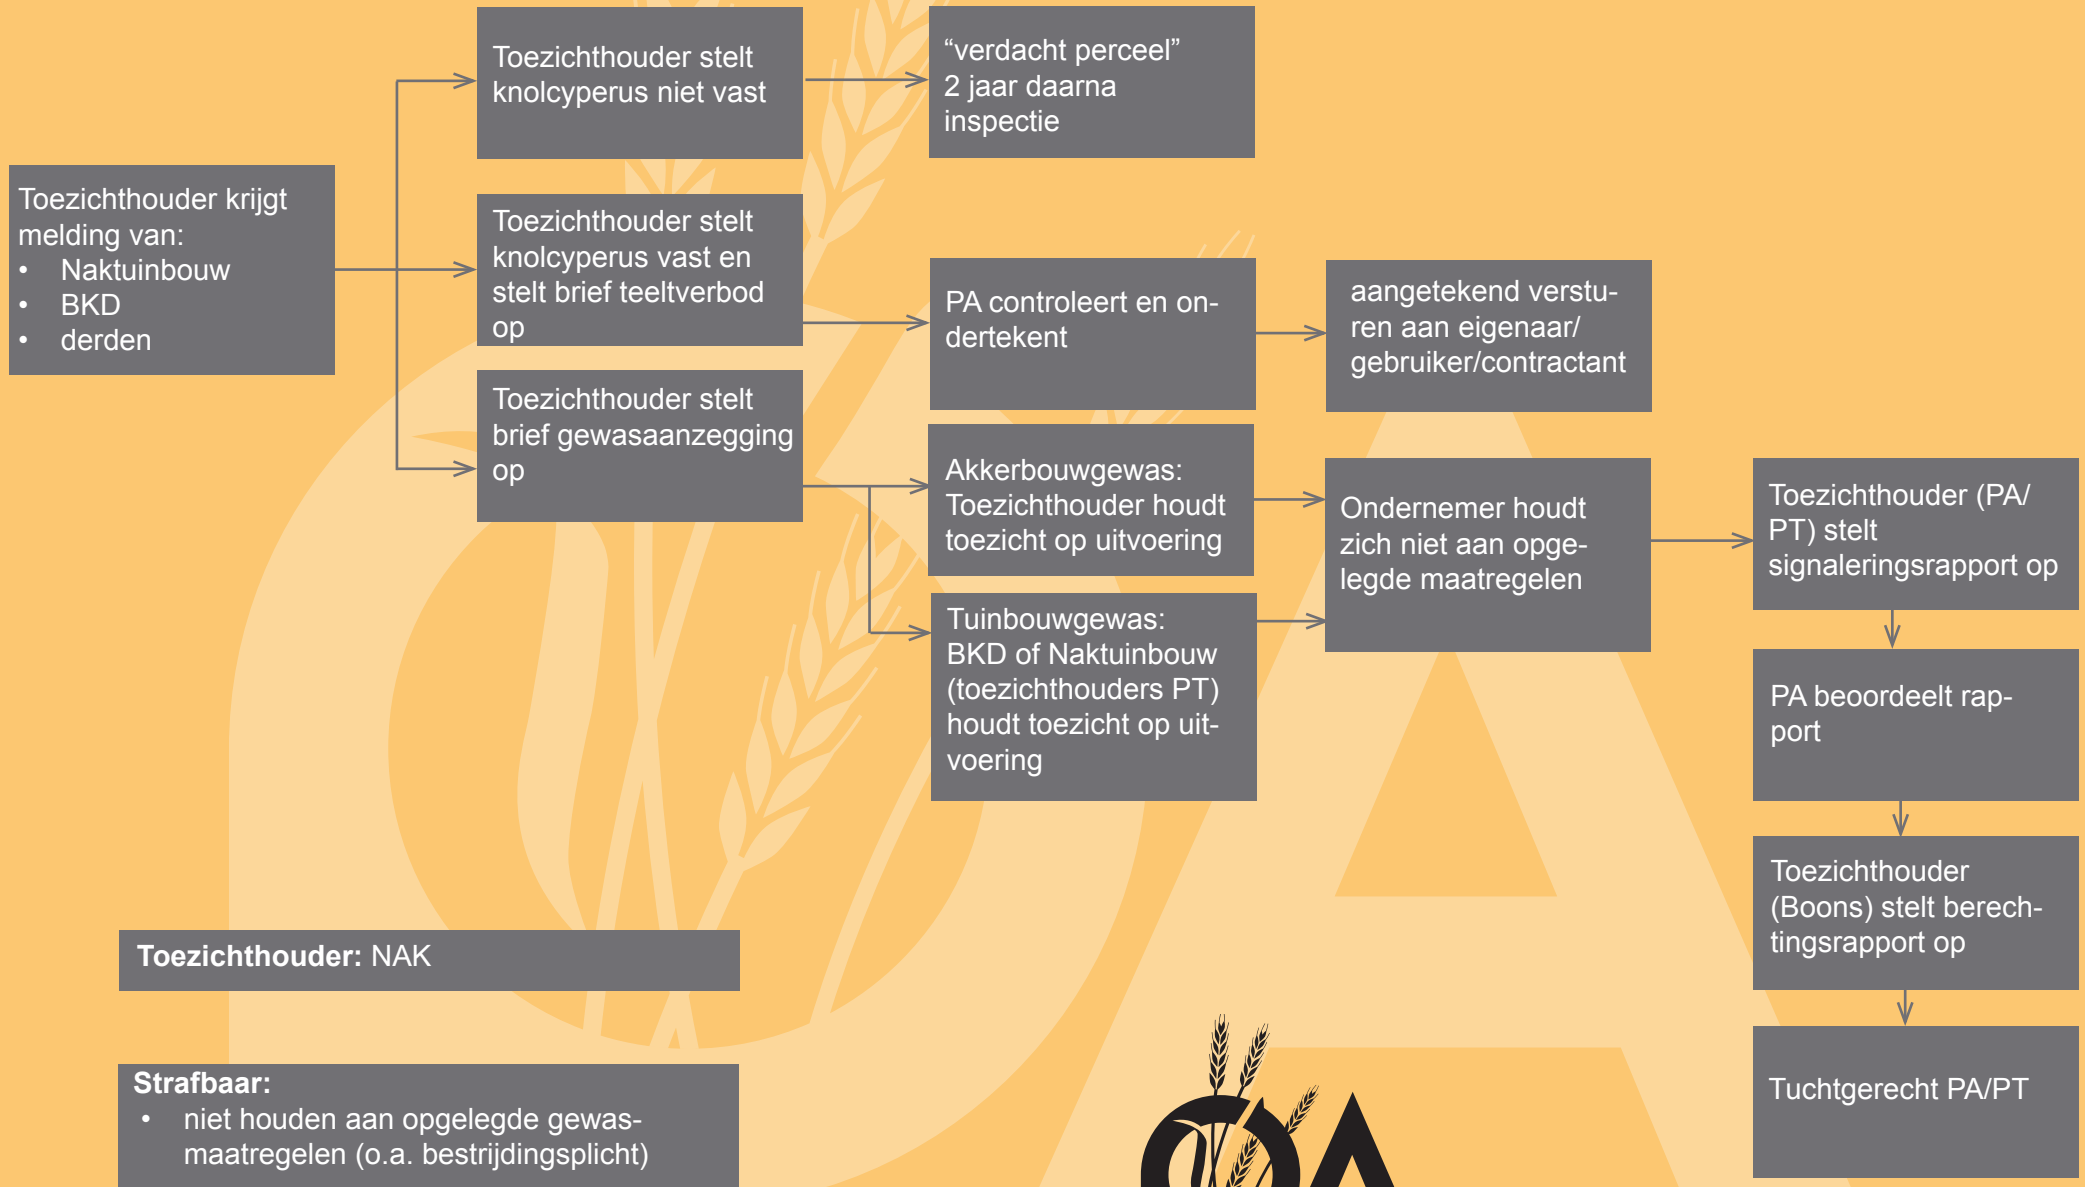 Toezichthouder krijgt
melding van:
• Naktuinbouw
• BKD
• derden
Toezichthouder stelt
knolcyperus niet vast
“verdacht perceel”
2 jaar daarna
inspectie
Toezichthouder stelt
knolcyperus vast en
stelt brief teeltverbod
op
PA controleert en on-
dertekent
aangetekend verstu-
ren aan eigenaar/
gebruiker/contractant
Toezichthouder stelt
brief gewasaanzegging
op
Akkerbouwgewas:
Toezichthouder houdt
toezicht op uitvoering
Tuinbouwgewas:
BKD of Naktuinbouw
(toezichthouders PT)
houdt toezicht op uit-
voering
Ondernemer houdt
zich niet aan opge-
legde maatregelen
Toezichthouder (PA/
PT) stelt
signaleringsrapport op
PA beoordeelt rap-
port
Toezichthouder
(Boons) stelt berech-
tingsrapport op
Tuchtgerecht PA/PT
Toezichthouder: NAK
Strafbaar:
• niet houden aan opgelegde gewas-
maatregelen (o.a. bestrijdingsplicht)